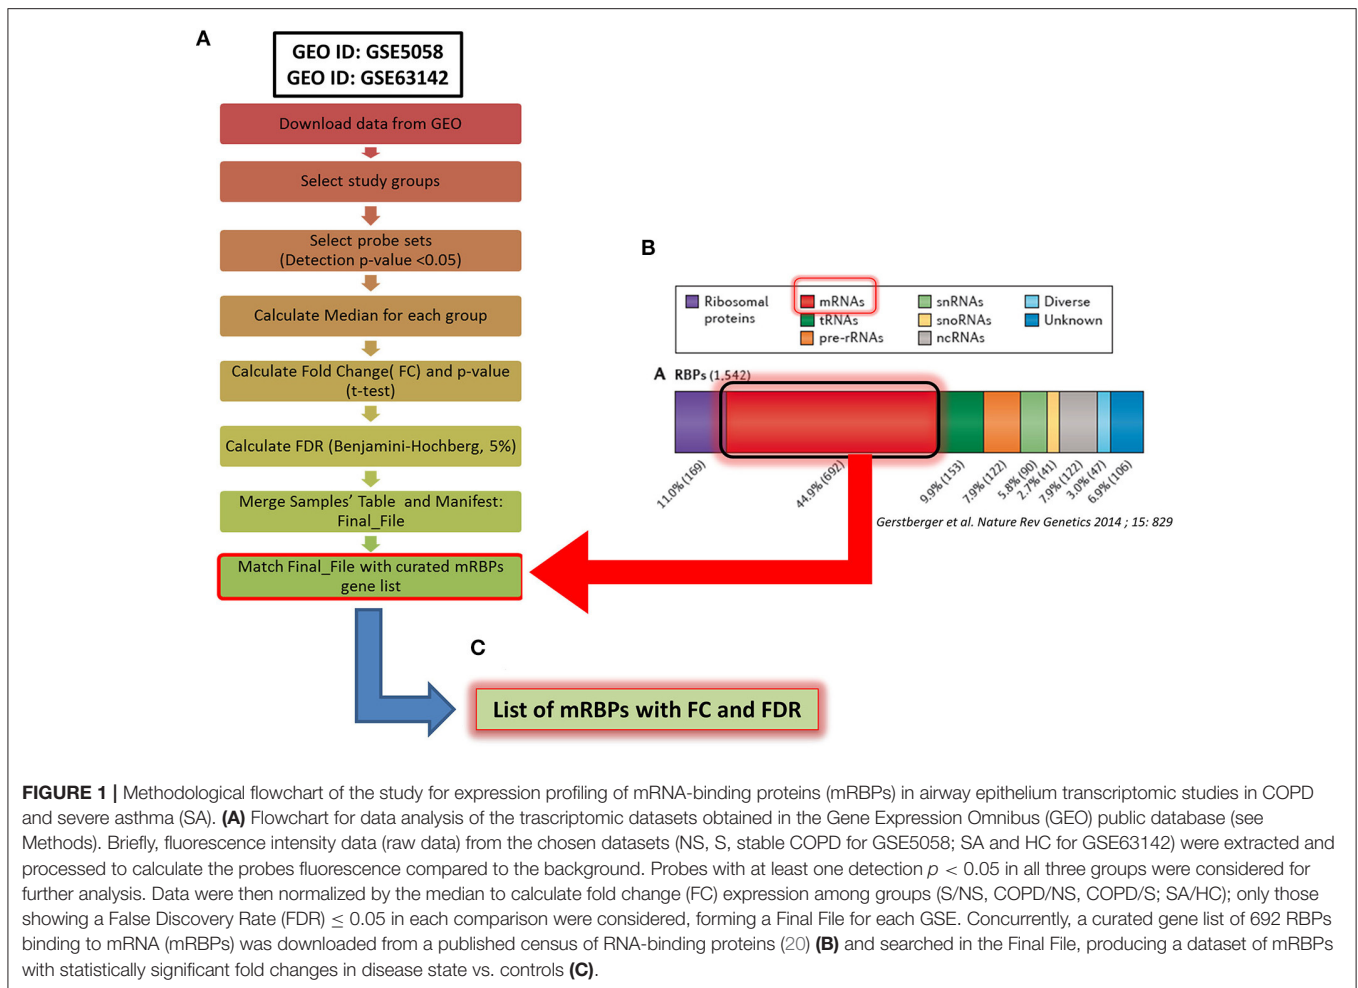 A
GEO ID: GSE5058
GEO ID: GSE63142
Download data from GEO
Select study groups
Select probe sets
(Detection p-value <0.05)
Calculate Median for each group
Calculate Fold Change( FC) and p-value
(t-test)
Calculate FDR (Benjamini-Hochberg, 5%)
Merge Samples' Table and Manifest:
Final_File
Match Final_File with curated mRBPs
gene list
B
Ribosomal
proteins
mRNAs
tRNAs
pre-rRNAs
snRNAs
snoRNAs
ncRNAs
Diverse
Unknown
A RBPs (1,542)
11.0% (169)
44.9% (692)
9.9% (153)
7.9% (122)
5.8% (90)
2.7% (41)
7.9% (122)
3.0% (47)
6.9% (106)
Gerstberger et al. Nature Rev Genetics 2014 ; 15: 829
C
List of mRBPs with FC and FDR
FIGURE 1 | Methodological flowchart of the study for expression profiling of mRNA-binding proteins (mRBPs) in airway epithelium transcriptomic studies in COPD
and severe asthma (SA). (A) Flowchart for data analysis of the trascriptomic datasets obtained in the Gene Expression Omnibus (GEO) public database (see
Methods). Briefly, fluorescence intensity data (raw data) from the chosen datasets (NS, S, stable COPD for GSE5058; SA and HC for GSE63142) were extracted and
processed to calculate the probes fluorescence compared to the background. Probes with at least one detection p < 0.05 in all three groups were considered for
further analysis. Data were then normalized by the median to calculate fold change (FC) expression among groups (S/NS, COPD/NS, COPD/S; SA/HC); only those
showing a False Discovery Rate (FDR) ≤ 0.05 in each comparison were considered, forming a Final File for each GSE. Concurrently, a curated gene list of 692 RBPs
binding to mRNA (mRBPs) was downloaded from a published census of RNA-binding proteins (20) (B) and searched in the Final File, producing a dataset of mRBPs
with statistically significant fold changes in disease state vs. controls (C).